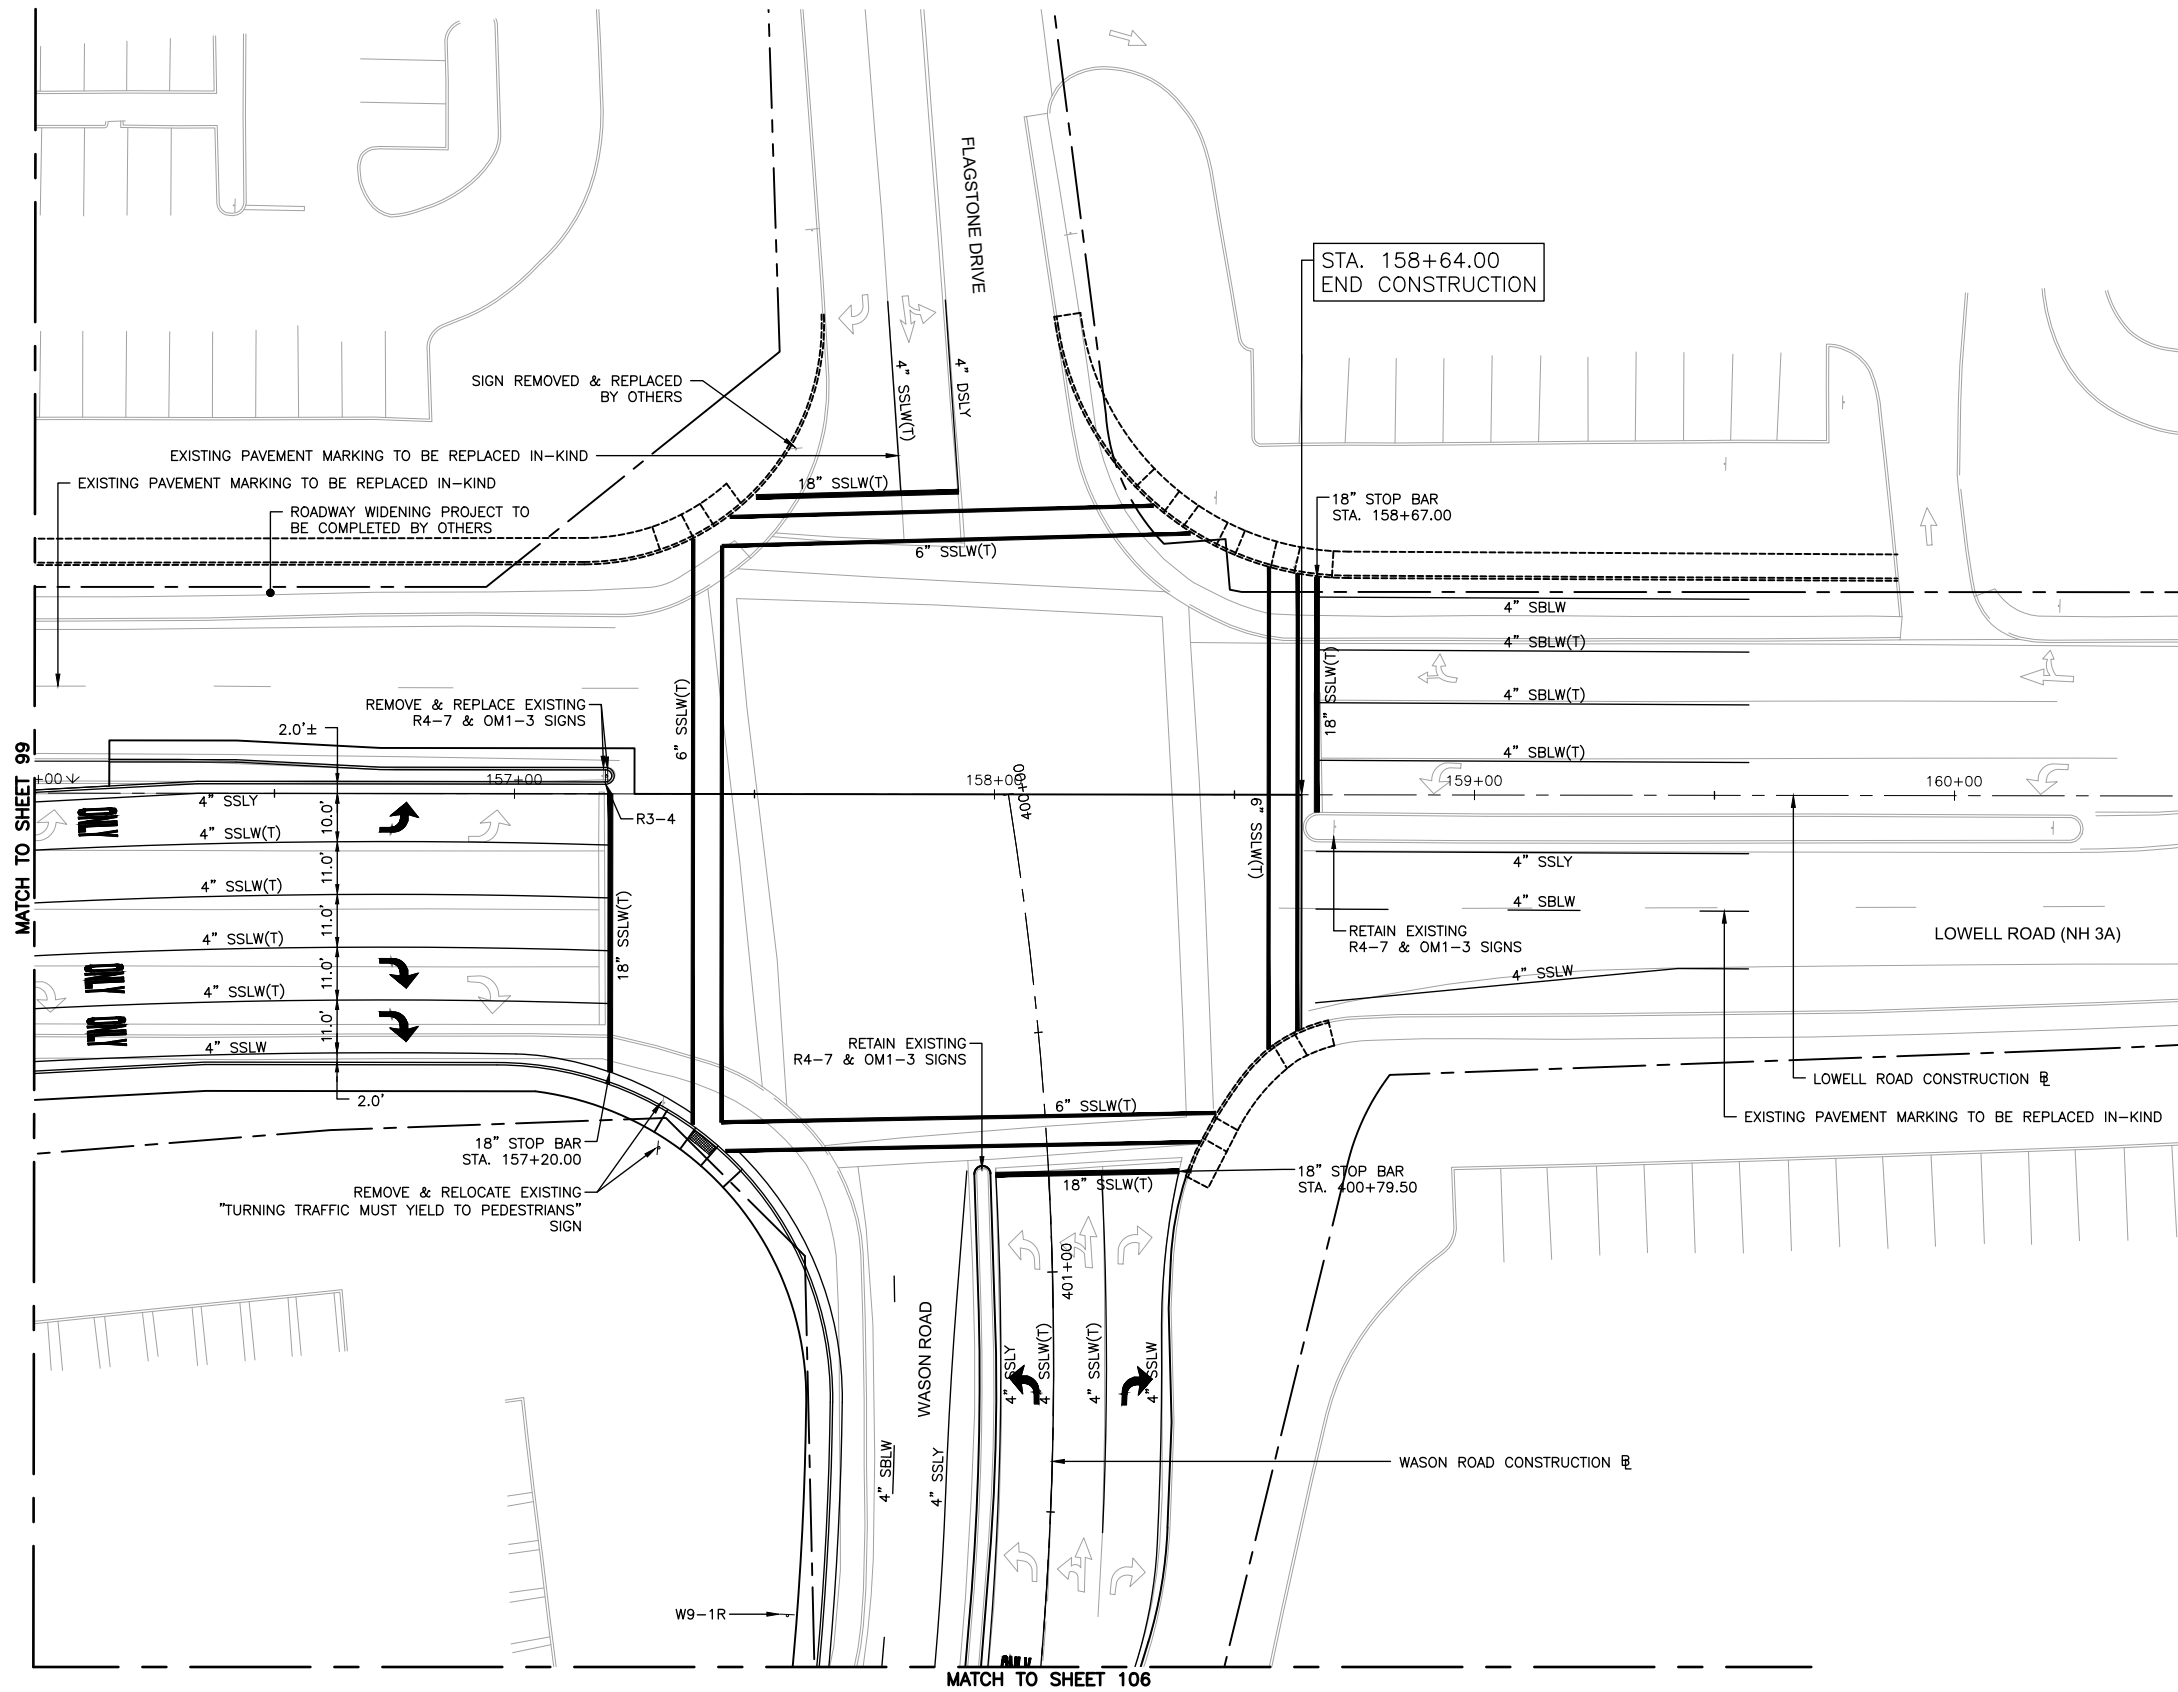 FLAGSTONE DRIVE
STA. 158+64.00
END CONSTRUCTION
SIGN REMOVED & REPLACED
BY OTHERS
4" SSLW(T)
4" DSLY
EXISTING PAVEMENT MARKING TO BE REPLACED IN-KIND
EXISTING PAVEMENT MARKING TO BE REPLACED IN-KIND
18" SSLW(T)
ROADWAY WIDENING PROJECT TO
BE COMPLETED BY OTHERS
18" STOP BAR
STA. 158+67.00
6" SSLW(T)
4" SBLW
4" SBLW(T)
18" SSLW(T)
4" SBLW(T)
4" SBLW(T)
6" SSLW(T)
REMOVE & REPLACE EXISTING
R4-7 & OM1-3 SIGNS
2.0'±
MATCH TO SHEET 99
+00
157+00
158+00
400+00
159+00
160+00
4" SSLY
ONLY
10.0'
R3-4
4" SSLW(T)
11.0'
4" SSLW(T)
11.0'
4" SSLW(T)
11.0'
ONLY
4" SSLW(T)
11.0'
ONLY
4" SSLW
2.0'
18" SSLW(T)
6" SSLW(T)
4" SSLY
4" SBLW
RETAIN EXISTING
R4-7 & OM1-3 SIGNS
LOWELL ROAD (NH 3A)
4" SSLW
RETAIN EXISTING
R4-7 & OM1-3 SIGNS
LOWELL ROAD CONSTRUCTION BL
6" SSLW(T)
EXISTING PAVEMENT MARKING TO BE REPLACED IN-KIND
18" STOP BAR
STA. 157+20.00
18" STOP BAR
STA. 400+79.50
18" SSLW(T)
REMOVE & RELOCATE EXISTING
"TURNING TRAFFIC MUST YIELD TO PEDESTRIANS"
SIGN
401+00
WASON ROAD
4" SSLY
4" SSLW(T)
4" SSLW(T)
4" SSLW
4" SBLW
4" SSLY
WASON ROAD CONSTRUCTION BL
W9-1R
ONLY
MATCH TO SHEET 106